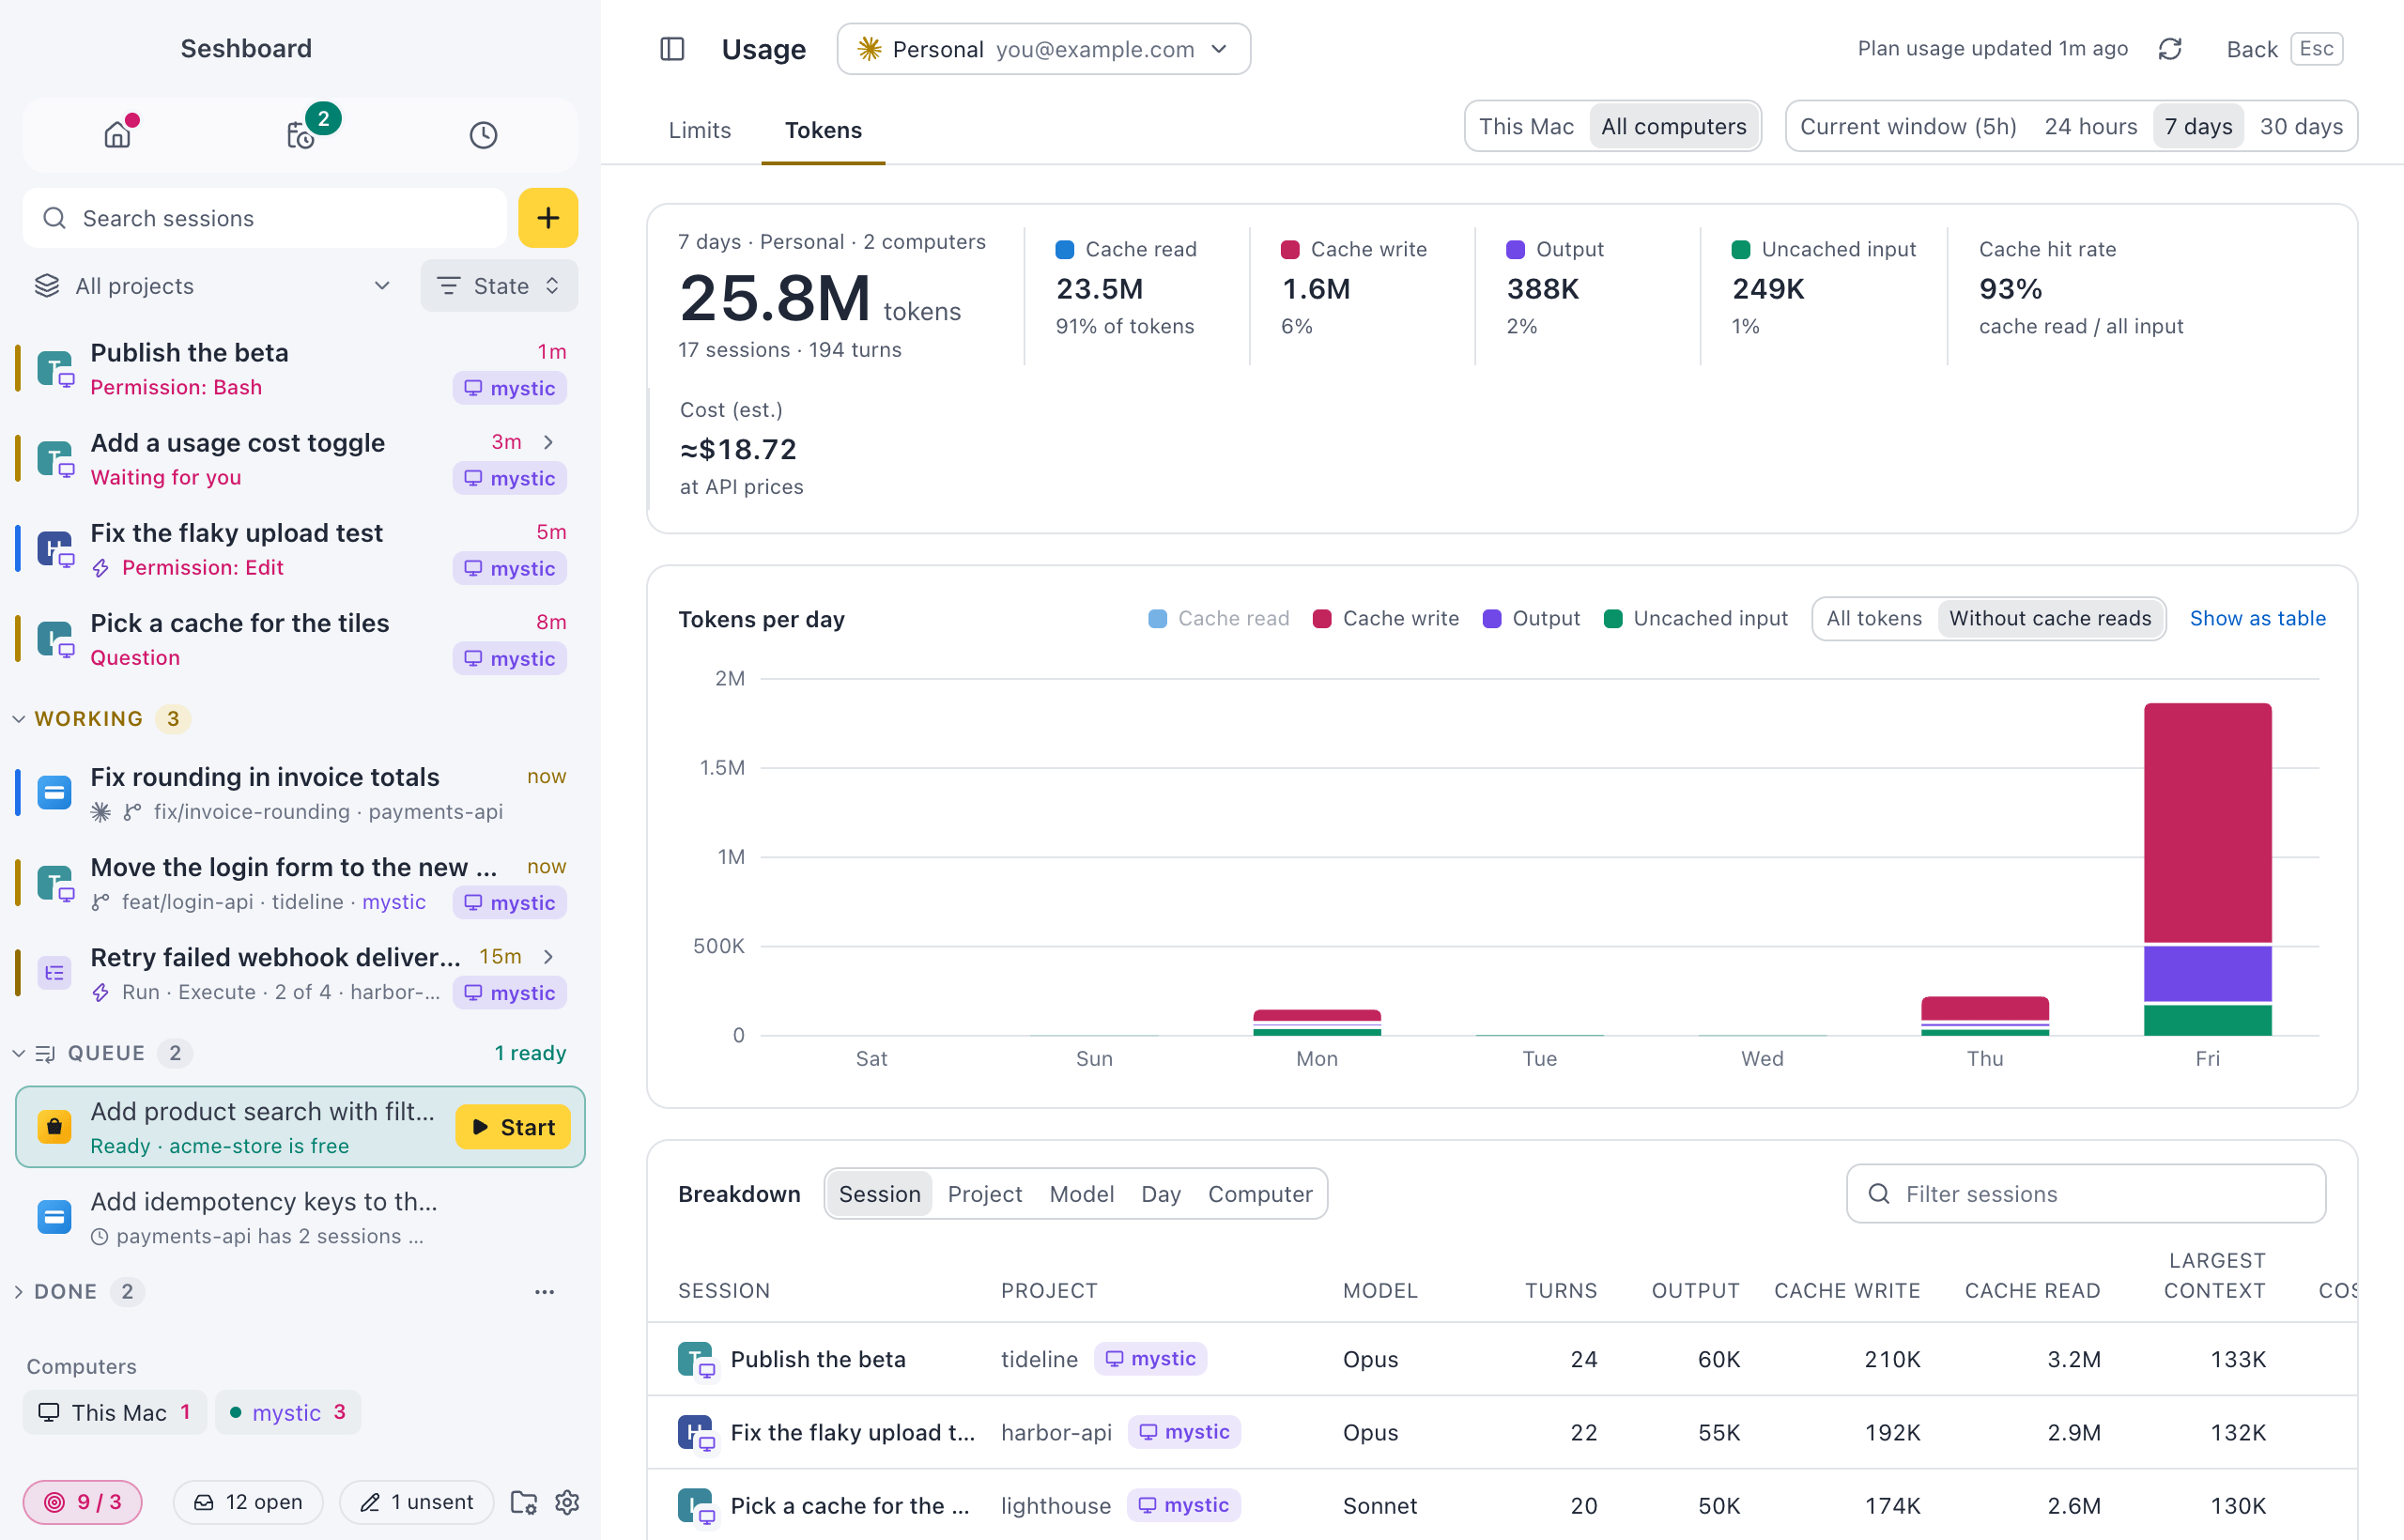 Seshboard
2
Search sessions
All projects
State
Publish the beta 1m
Permission: Bash mystic
Add a usage cost toggle 3m
Waiting for you mystic
Fix the flaky upload test 5m
Permission: Edit mystic
Pick a cache for the tiles 8m
Question mystic
WORKING 3
Fix rounding in invoice totals now
fix/invoice-rounding · payments-api
Move the login form to the new ... now
feat/login-api · tideline · mystic mystic
Retry failed webhook deliver... 15m
Run · Execute · 2 of 4 · harbor-... mystic
QUEUE 2 1 ready
Add product search with filt...
Ready · acme-store is free
Start
Add idempotency keys to th...
payments-api has 2 sessions ...
DONE 2
Computers
This Mac 1 mystic 3
9 / 3 12 open 1 unsent
Usage Personal you@example.com Plan usage updated 1m ago Back Esc
Limits Tokens This Mac All computers Current window (5h) 24 hours 7 days 30 days
7 days · Personal · 2 computers
25.8M tokens
17 sessions · 194 turns
Cache read
23.5M
91% of tokens
Cache write
1.6M
6%
Output
388K
2%
Uncached input
249K
1%
Cache hit rate
93%
cache read / all input
Cost (est.)
≈$18.72
at API prices
Tokens per day Cache read Cache write Output Uncached input All tokens Without cache reads Show as table
2M
1.5M
1M
500K
0
Sat Sun Mon Tue Wed Thu Fri
Breakdown Session Project Model Day Computer Filter sessions
SESSION PROJECT MODEL TURNS OUTPUT CACHE WRITE CACHE READ LARGEST CONTEXT COS
T Publish the beta tideline mystic Opus 24 60K 210K 3.2M 133K
H Fix the flaky upload t... harbor-api mystic Opus 22 55K 192K 2.9M 132K
L Pick a cache for the ... lighthouse mystic Sonnet 20 50K 174K 2.6M 130K